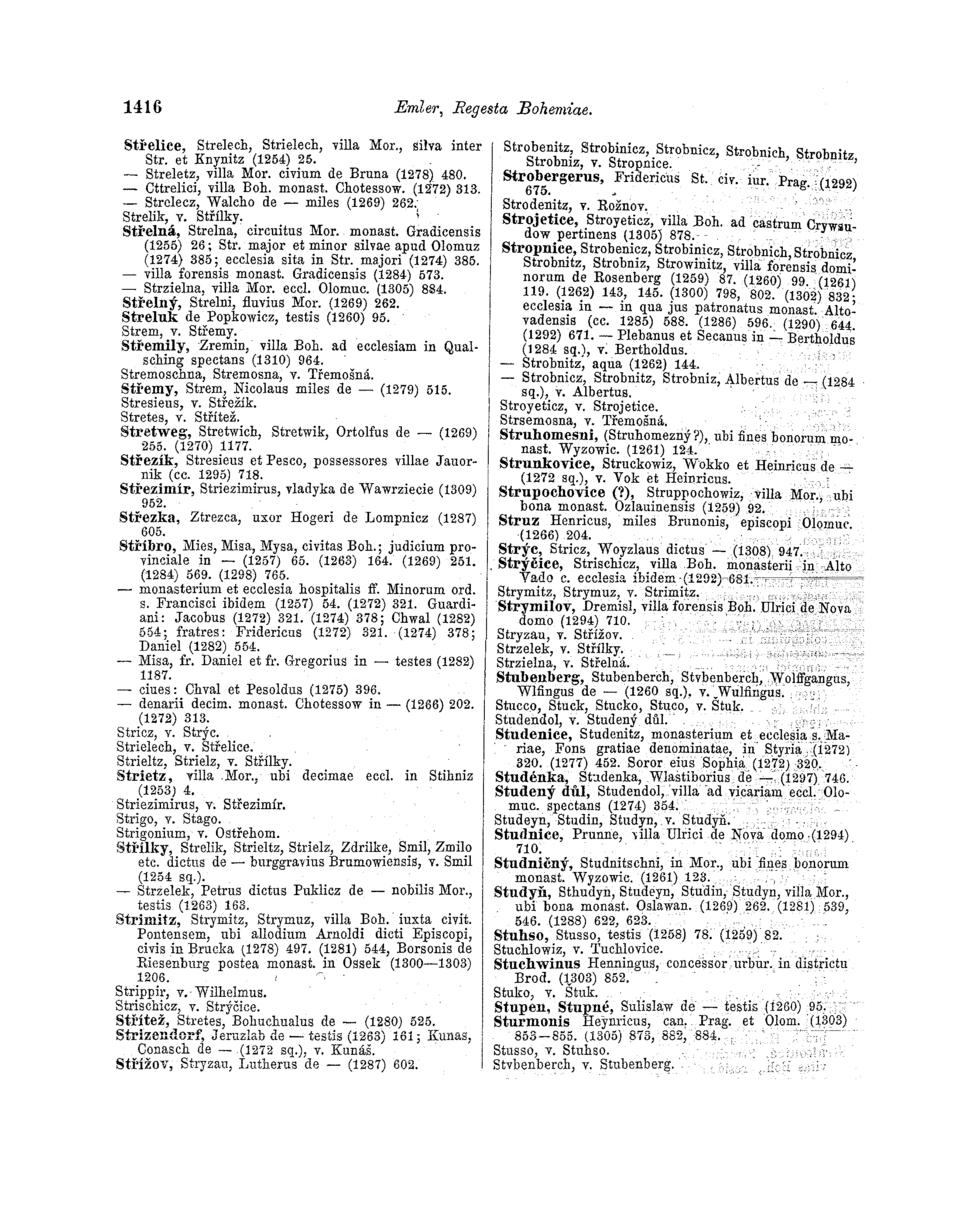 1416
Emler, Regesta Bohemiae.
Střelice, Strelech, Strielech, villa Mor., silva inter
Str. et Knynitz (1254) 25.
— Streletz, villa Mor. civium de Bruna (1278) 480.
— Cttrelici, villa Boh. monast. Chotessow. (1272) 313.
— Strelecz, Walcho de — miles (1269) 262.
Strelik, v. Střílky.
Střelná, Strelna, circuitus Mor. monast. Gradicensis
(1255) 26; Str. major et minor silvae apud Olomuz
(1274) 385; ecclesia sita in Str. majori (1274) 385.
— villa forensis monast. Gradicensis (1284) 573.
— Strzielna, villa Mor. eccl. Olomuc. (1305) 884.
Střelný, Strelni, fluvius Mor. (1269) 262.
Streluk de Popkowicz, testis (1260) 95.
Strem, v. Střemy.
Střemily, Zremin, villa Boh. ad ecclesiam in Qual-
sching spectans (1310) 964.
Stremoschna, Stremosna, v. Třemošná.
Střemy, Strem, Nicolaus miles de — (1279) 515.
Stresieus, v. Střežík.
Stretes, v. Střítež.
Stretweg, Stretwich, Stretwik, Ortolfus de — (1269)
255. (1270) 1177.
Střezík, Stresieus et Pesco, possessores villae Jauor-
nik (cc. 1295) 718.
Střezimír, Striezimirus, vladyka de Wawrziecie (1309)
952.
Střezka, Ztrezca, uxor Hogeri de Lompnicz (1287)
605.
Stříbro, Mies, Misa, Mysa, civitas Boh.; judicium pro-
vinciale in — (1257) 65. (1263) 164. (1269) 251.
(1284) 569. (1298) 765.
— monasterium et ecclesia hospitalis ff. Minorum ord.
s. Francisci ibidem (1257) 54. (1272) 321. Guardi-
ani: Jacobus (1272) 321. (1274) 378; Chwal (1282)
554; fratres: Fridericus (1272) 321. (1274) 378;
Daniel (1282) 554.
— Misa, fr. Daniel et fr. Gregorius in — testes (1282)
1187.
— ciues: Chval et Pesoldus (1275) 396.
— denarii decim. monast. Chotessow in — (1266) 202.
(1272) 313.
Stricz, v. Strýc.
Strielech, v. Střelice.
Strieltz, Strielz, v. Střílky.
Strietz, villa Mor., ubi decimae eccl. in Stihniz
(1253) 4.
Striezimirus, v. Střezimír.
Strigo, v. Stago.
Strigonium, v. Ostřehom.
Střílky, Strelik, Strieltz, Strielz, Zdrilke, Smil, Zmilo
etc. dictus de — burggravius Brumowiensis, v. Smil
(1254 sq.).
— Strzelek, Petrus dictus Puklicz de — nobilis Mor.,
testis (1263) 163.
Strimitz, Strymitz, Strymuz, villa Boh. iuxta civit.
Pontensem, ubi allodium Arnoldi dicti Episcopi,
civis in Brucka (1278) 497. (1281) 544, Borsonis de
Riesenburg postea monast. in Ossek (1300—1303)
1206.
Strippir, v. Wilhelmus.
Strischicz, v. Strýčice.
Střítež, Stretes, Bohuchualus de — (1280) 525.
Strizendorf, Jeruzlab de — testis (1263) 161; Kunas,
Conasch de — (1272 sq.), v. Kunáš.
Střížov, Stryzau, Lutherus de — (1287) 602.
Strobenitz, Strobinicz, Strobnicz, Strobnich, Strobnitz,
Strobniz, v. Stropnice.
Strobergerus, Fridericus St. civ. iur. Prag. (1292)
675.
Strodenitz, v. Rožnov.
Strojetice, Stroyeticz, villa Boh. ad castrum Crywau-
dow pertinens (1305) 878.
Stropnice, Strobenicz, Strobinicz, Strobnich, Strobnicz,
Strobnitz, Strobniz, Strowinitz, villa forensis domi-
norum de Rosenberg (1259) 87. (1260) 99. (1261)
119. (1262) 143, 145. (1300) 798, 802. (1302) 832;
ecclesia in — in qua jus patronatus monast. Alto-
vadensis (cc. 1285) 588. (1286) 596. (1290) 644.
(1292) 671. — Plebanus et Secanus in — Bertholdus
(1284 sq.), v. Bertholdus.
— Strobnitz, aqua (1262) 144.
— Strobnicz, Strobnitz, Strobniz, Albertus de — (1284
sq.), v. Albertus.
Stroyeticz, v. Strojetice.
Strsemosna, v. Třemošná.
Struhomesni, (Struhomezný?), ubi fines bonorum mo-
nast. Wyzowic. (1261) 124.
Strunkovice, Struckowiz, Wokko et Heinricus de —
(1272 sq.), v. Vok et Heinricus.
Strupochovice (?), Struppochowiz, villa Mor., ubi
bona monast. Ozlauinensis (1259) 92.
Struz Henricus, miles Brunonis, episcopi Olomuc.
(1266) 204.
Strýc, Stricz, Woyzlaus dictus — (1308) 947.
Strýčice, Strischicz, villa Boh. monasterii in Alto
Vado c. ecclesia ibidem (1292) 681.
Strymitz, Strymuz, v. Strimitz.
Strymilov, Dremisl, villa forensis Boh. Ulrici de Nova
domo (1294) 710.
Stryzau, v. Střížov.
Strzelek, v. Střílky.
Strzielna, v. Střelná.
Stubenberg, Stubenberch, Stvbenberch, Wolffgangus,
Wlfingus de — (1260 sq.), v. Wulfingus.
Stucco, Stuck, Stucko, Stuco, v. Štuk.
Studendol, v. Studený důl.
Studenice, Studenitz, monasterium et ecclesia s. Ma-
riae, Fons gratiae denominatae, in Styria (1272)
320. (1277) 452. Soror eius Sophia (1272) 320.
Studénka, Studenka, Wlastiborius de — (1297) 746.
Studený důl, Studendol, villa ad vicariam eccl. Olo-
muc. spectans (1274) 354.
Studeyn, Studin, Studyn, v. Studyň.
Studnice, Prunne, villa Ulrici de Nova domo (1294)
710.
Studničný, Studnitschni, in Mor., ubi fines bonorum
monast. Wyzowic. (1261) 123.
Studyň, Sthudyn, Studeyn, Studin, Studyn, villa Mor.,
ubi bona monast. Oslawan. (1269) 262. (1281) 539,
546. (1288) 622, 623.
Stuhso, Stusso, testis (1258) 78. (1259) 82.
Stuchlowiz, v. Tuchlovice.
Stuchwinus Henningus, concessor urbur. in districtu
Brod. (1303) 852.
Stuko, v. Štuk.
Stupen, Stupné, Sulislaw de — testis (1260) 95.
Sturmonis Heynricus, can. Prag. et Olom. (1303)
853—855. (1305) 873, 882, 884.
Stusso, v. Stuhso.
Stvbenberch, v. Stubenberg.